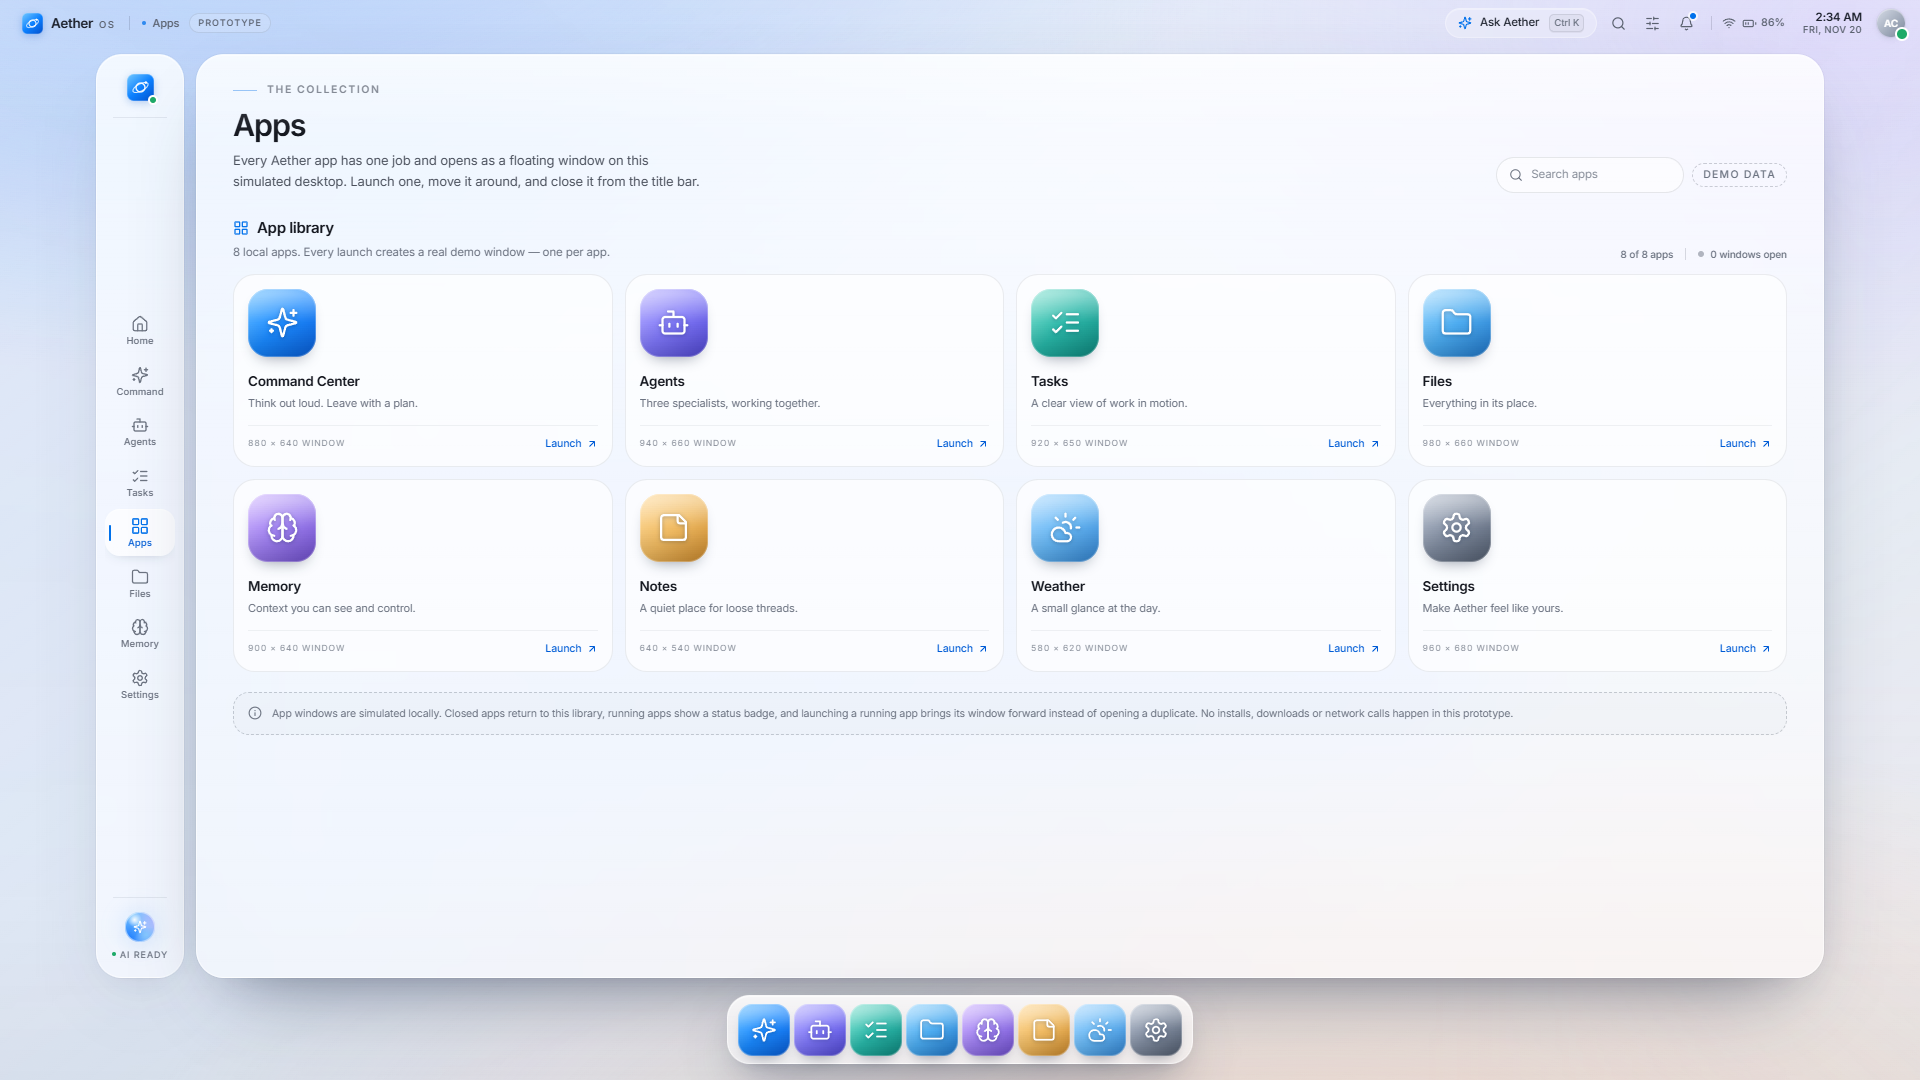 Aether OS
Apps
PROTOTYPE
Ask Aether
Ctrl K
86%
2:34 AM
FRI, NOV 20
AC
THE COLLECTION
Apps
Every Aether app has one job and opens as a floating window on this
simulated desktop. Launch one, move it around, and close it from the title bar.
Search apps
DEMO DATA
App library
8 local apps. Every launch creates a real demo window — one per app.
8 of 8 apps
0 windows open
Home
Command
Agents
Tasks
Apps
Files
Memory
Settings
AI READY
Command Center
Think out loud. Leave with a plan.
880 × 640 WINDOW
Launch
Agents
Three specialists, working together.
940 × 660 WINDOW
Launch
Tasks
A clear view of work in motion.
920 × 650 WINDOW
Launch
Files
Everything in its place.
980 × 660 WINDOW
Launch
Memory
Context you can see and control.
900 × 640 WINDOW
Launch
Notes
A quiet place for loose threads.
640 × 540 WINDOW
Launch
Weather
A small glance at the day.
580 × 620 WINDOW
Launch
Settings
Make Aether feel like yours.
960 × 680 WINDOW
Launch
App windows are simulated locally. Closed apps return to this library, running apps show a status badge, and launching a running app brings its window forward instead of opening a duplicate. No installs, downloads or network calls happen in this prototype.